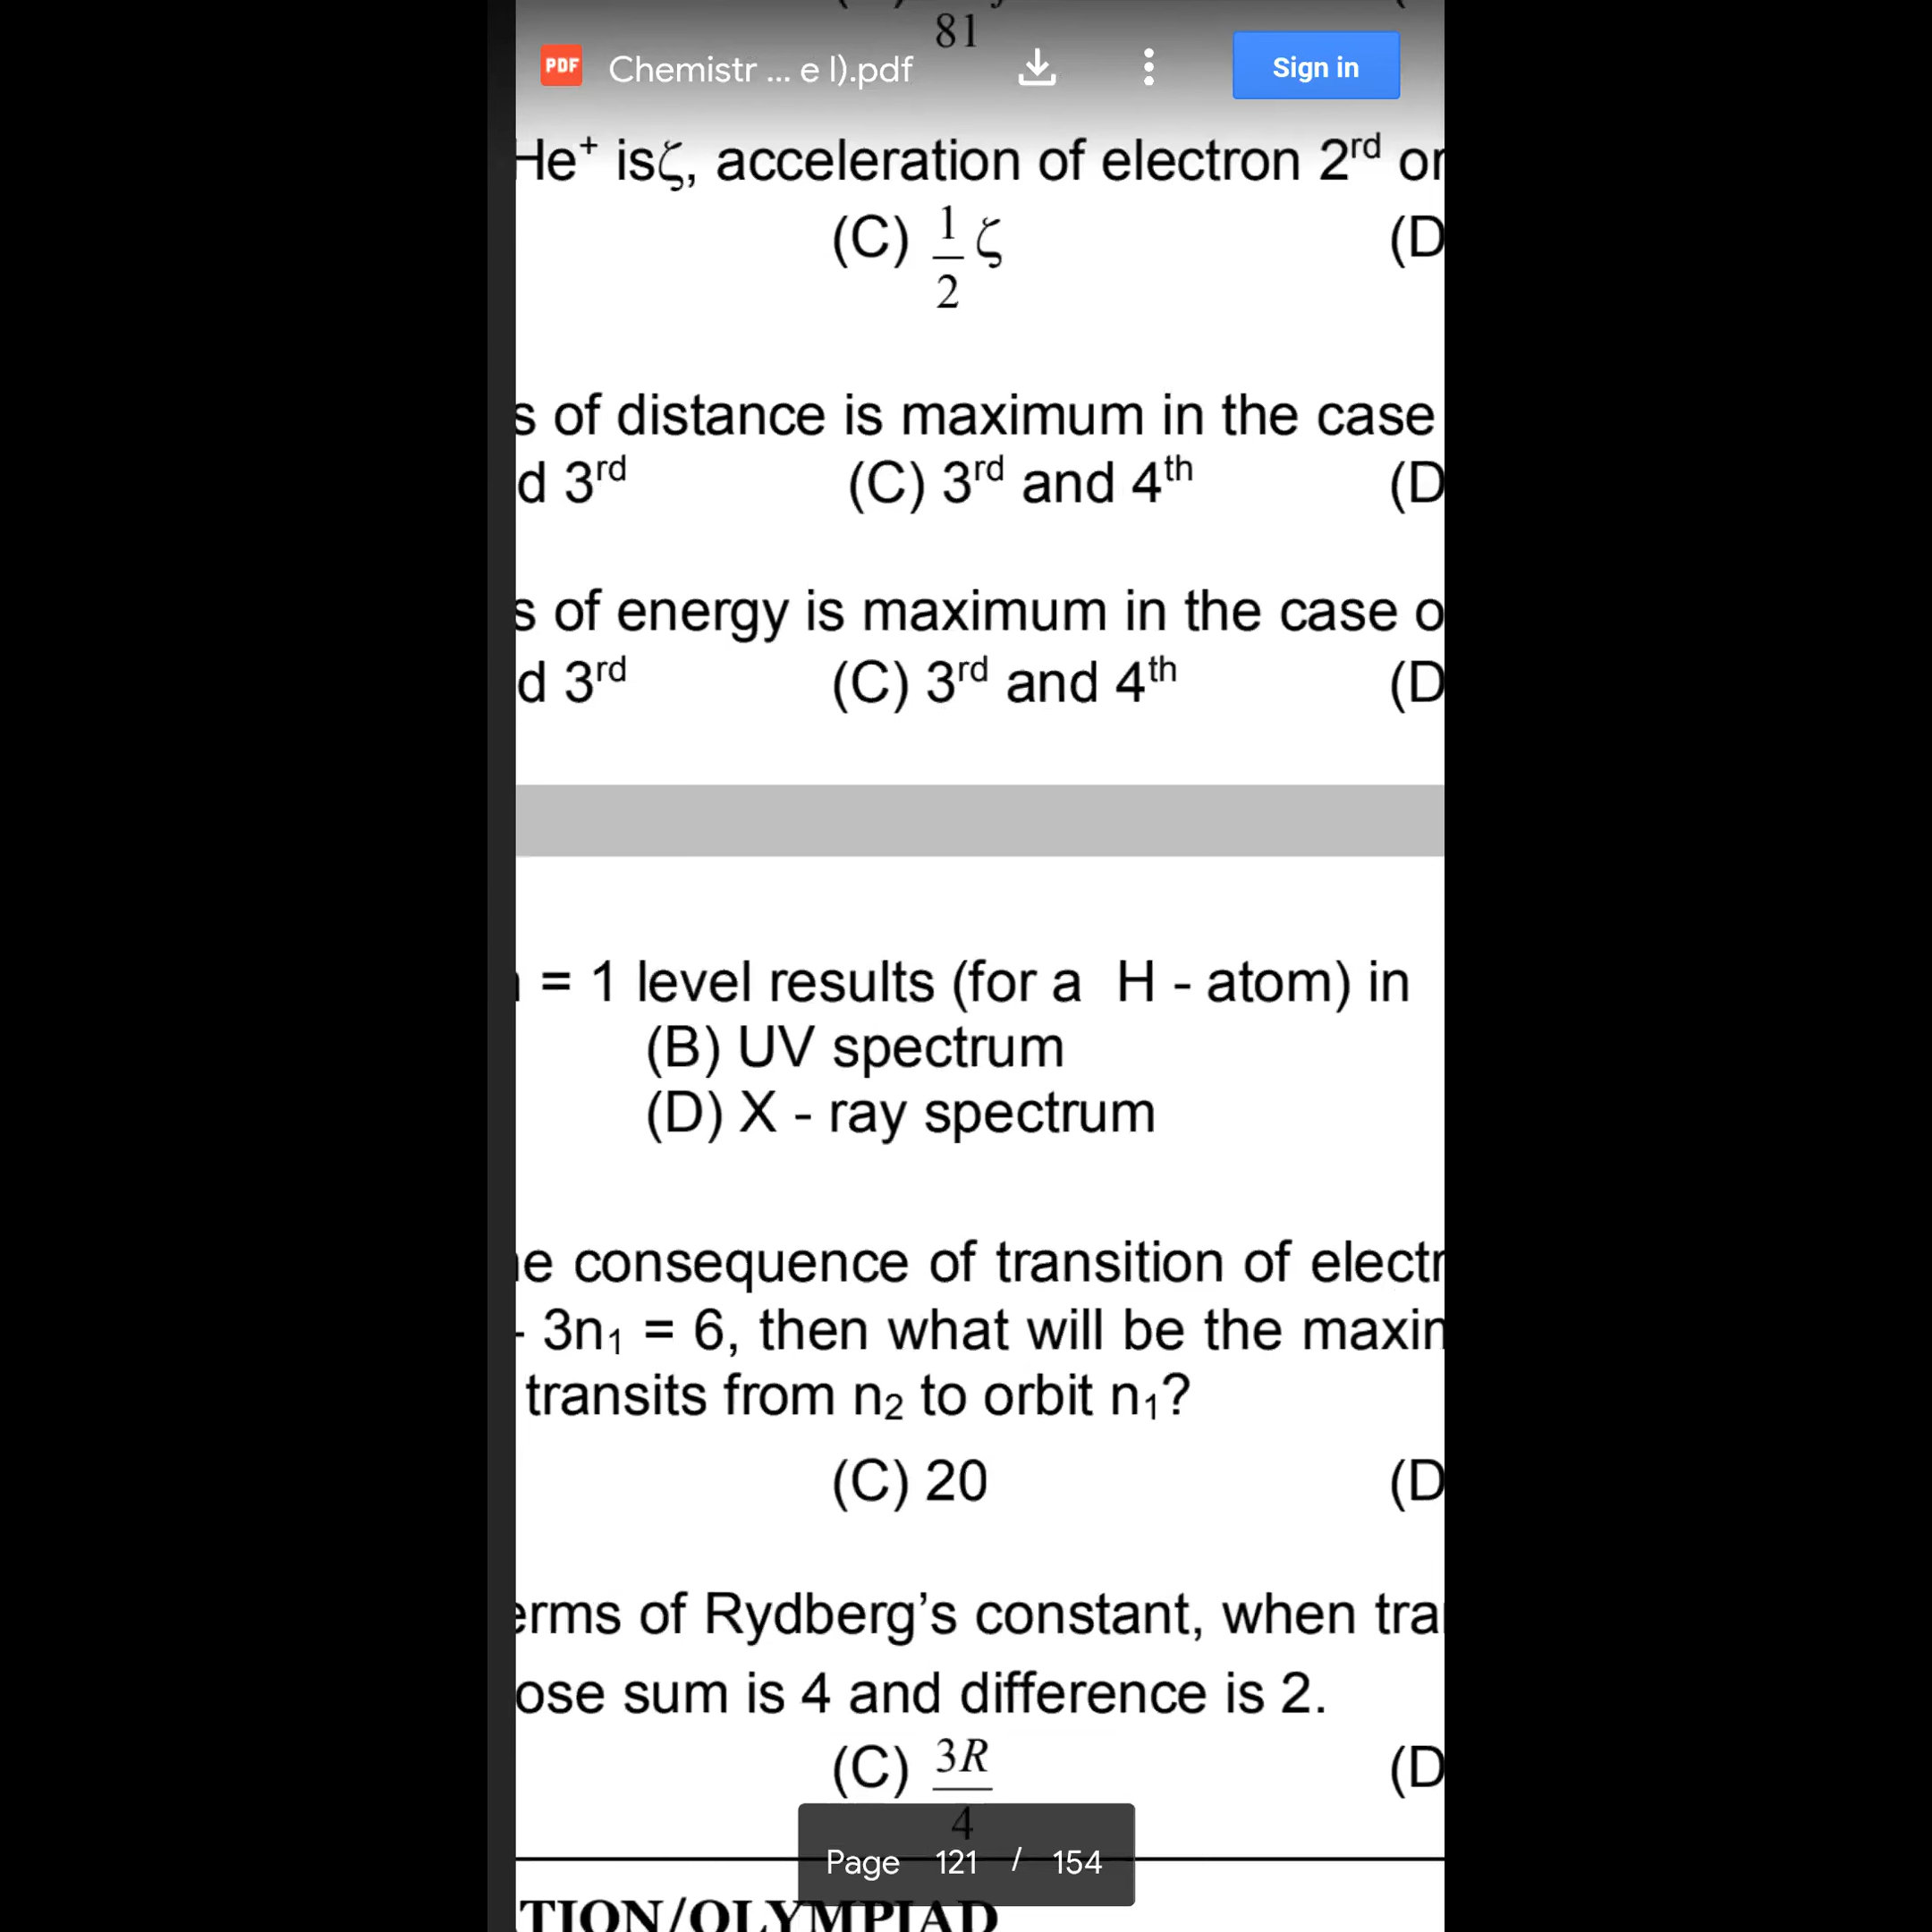 81
PDF Chemistr ... e I).pdf Sign in
He⁺ is ζ, acceleration of electron 2ʳᵈ or
(C) 1/2 ζ (D
s of distance is maximum in the case
d 3ʳᵈ (C) 3ʳᵈ and 4ᵗʰ (D
s of energy is maximum in the case o
d 3ʳᵈ (C) 3ʳᵈ and 4ᵗʰ (D
= 1 level results (for a H - atom) in
(B) UV spectrum
(D) X - ray spectrum
e consequence of transition of electr
- 3n₁ = 6, then what will be the maxin
transits from n₂ to orbit n₁?
(C) 20 (D
erms of Rydberg's constant, when tra
ose sum is 4 and difference is 2.
(C) 3R/4 (D
Page 121 / 154
TION/OLYMPIAD